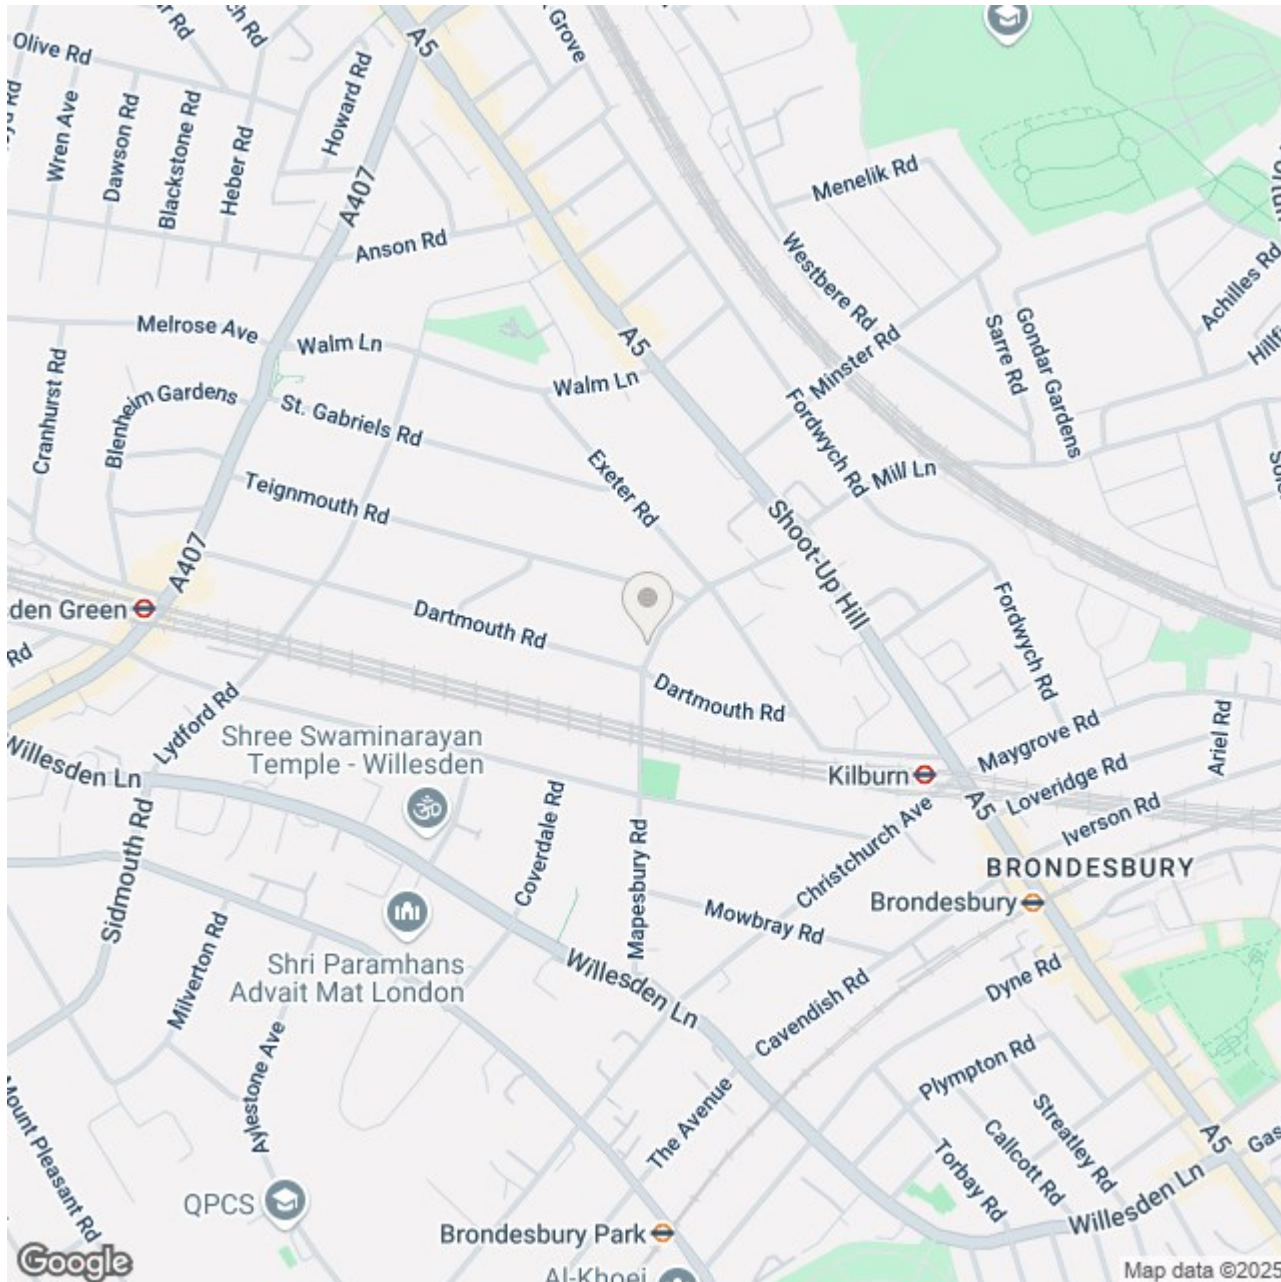 Olive Rd
A5
Grove
Howard Rd
Wren Ave
Dawson Rd
Blackstone Rd
Heber Rd
A407
Anson Rd
Menelik Rd
Westbere Rd
Achilles Rd
Melrose Ave
Walm Ln
A5
Minster Rd
Sarre Rd
Gondar Gardens
Cranhurst Rd
Blenheim Gardens
St. Gabriels Rd
Walm Ln
Fordwych Rd
Exeter Rd
Mill Ln
Teignmouth Rd
Shoot-Up Hill
A407
den Green
Dartmouth Rd
Fordwych Rd
Rd
Dartmouth Rd
Lydford Rd
Shree Swaminarayan
Temple - Willesden
Willesden Ln
Maygrove Rd
Ariel Rd
Kilburn
Loveridge Rd
A5
Iverson Rd
Sidmouth Rd
Coverdale Rd
Mapesbury Rd
Christchurch Ave
BRONDESBURY
Brondesbury
Mowbray Rd
Milverton Rd
Shri Paramhans
Advait Mat London
Willesden Ln
Cavendish Rd
Dyne Rd
Aylestone Ave
The Avenue
Plympton Rd
Streatley Rd
Callcott Rd
Torbay Rd
A5
Mount Pleasant Rd
QPCS
Brondesbury Park
Willesden Ln
Al-Khoei
Google
Map data ©2025